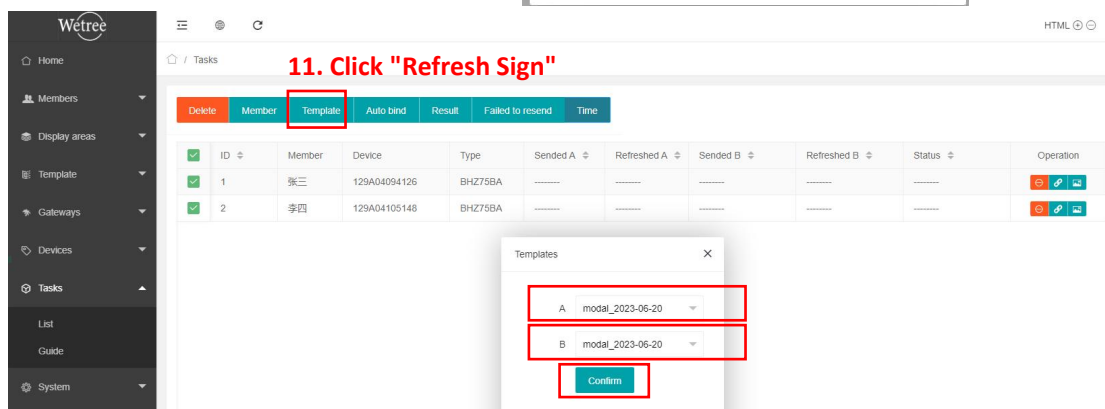 Wetree
HTML
Home
/ Tasks
11. Click "Refresh Sign"
Members
Delete Member Template Auto bind Result Failed to resend Time
Display areas
ID Member Device Type Sended A Refreshed A Sended B Refreshed B Status Operation
Template
1 张三 129A04094126 BHZ75BA -------- -------- -------- -------- --------
Gateways
2 李四 129A04105148 BHZ75BA -------- -------- -------- -------- --------
Devices
Templates
Tasks
A modal_2023-06-20
List
B modal_2023-06-20
Guide
Confirm
System